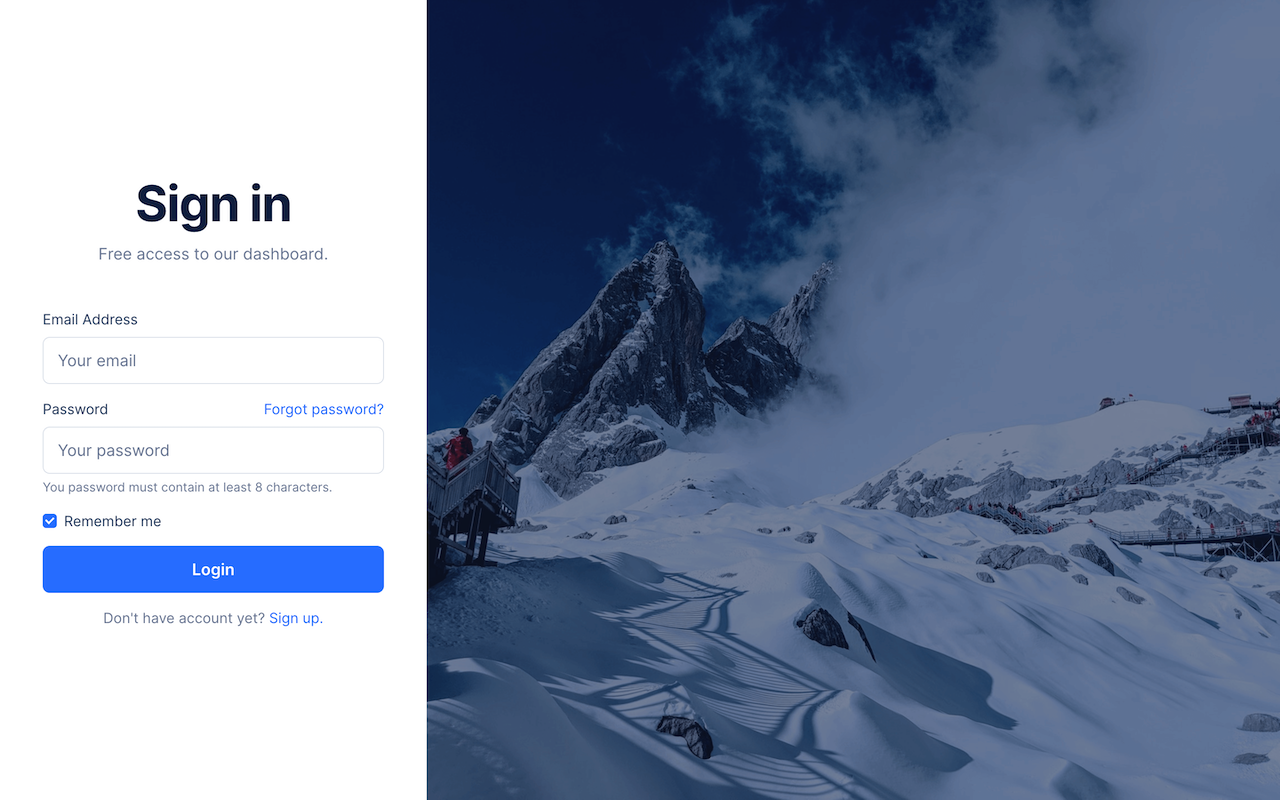 Sign in
Free access to our dashboard.
Email Address
Your email
Password Forgot password?
Your password
You password must contain at least 8 characters.
Remember me
Login
Don't have account yet? Sign up.